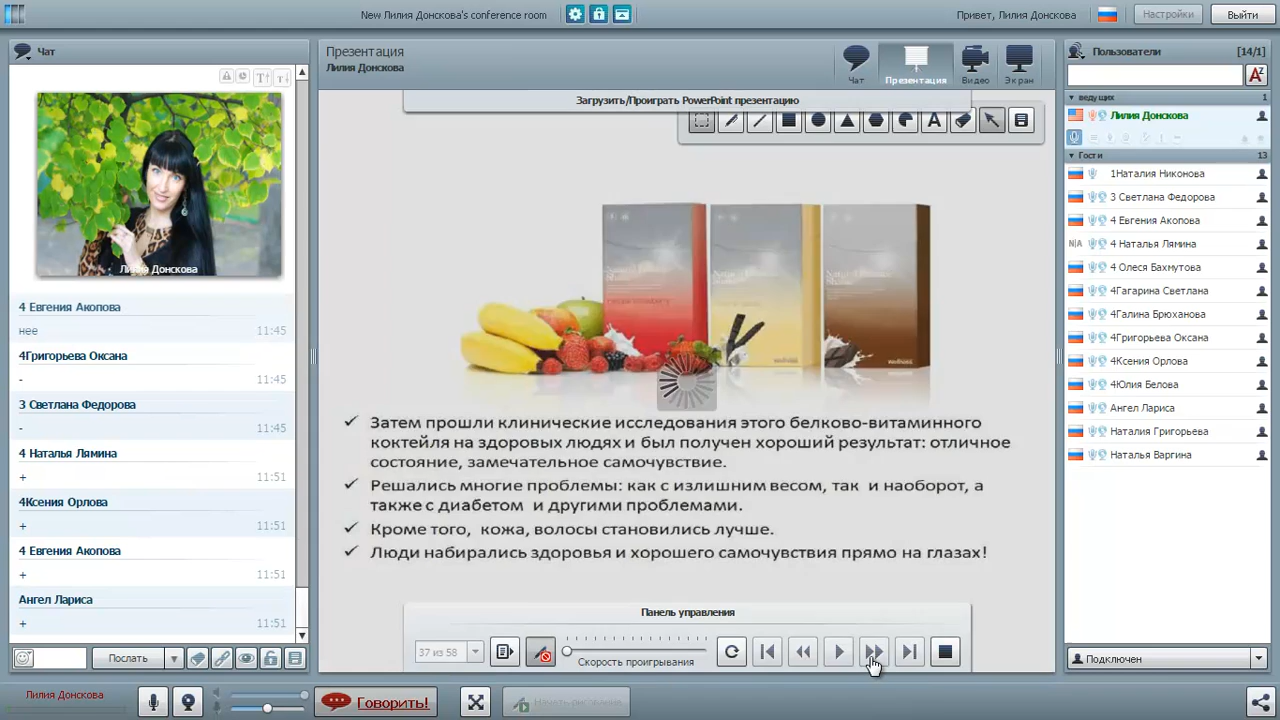 New Лилия Донскова's conference room
Привет, Лилия Донскова
Настройки
Выйти
Чат
Лилия Донскова
4 Евгения Акопова
нее 11:45
4Григорьева Оксана
- 11:45
3 Светлана Федорова
- 11:45
4 Наталья Лямина
+ 11:51
4Ксения Орлова
+ 11:51
4 Евгения Акопова
+ 11:51
Ангел Лариса
+ 11:51
Послать
Презентация
Лилия Донскова
Чат
Презентация
Видео
Экран
Загрузить/Проиграть PowerPoint презентацию
Затем прошли клинические исследования этого белково-витаминного
коктейля на здоровых людях и был получен хороший результат: отличное
состояние, замечательное самочувствие.
Решались многие проблемы: как с излишним весом, так и наоборот, а
также с диабетом и другими проблемами.
Кроме того, кожа, волосы становились лучше.
Люди набирались здоровья и хорошего самочувствия прямо на глазах!
Панель управления
37 из 58
Скорость проигрывания
Пользователи [14/1]
ведущих 1
Лилия Донскова
Гости 13
1Наталия Никонова
3 Светлана Федорова
4 Евгения Акопова
N/A 4 Наталья Лямина
4 Олеся Бахмутова
4Гагарина Светлана
4Галина Брюханова
4Григорьева Оксана
4Ксения Орлова
4Юлия Белова
Ангел Лариса
Наталия Григорьева
Наталья Варгина
Подключен
Лилия Донскова
Говорить!